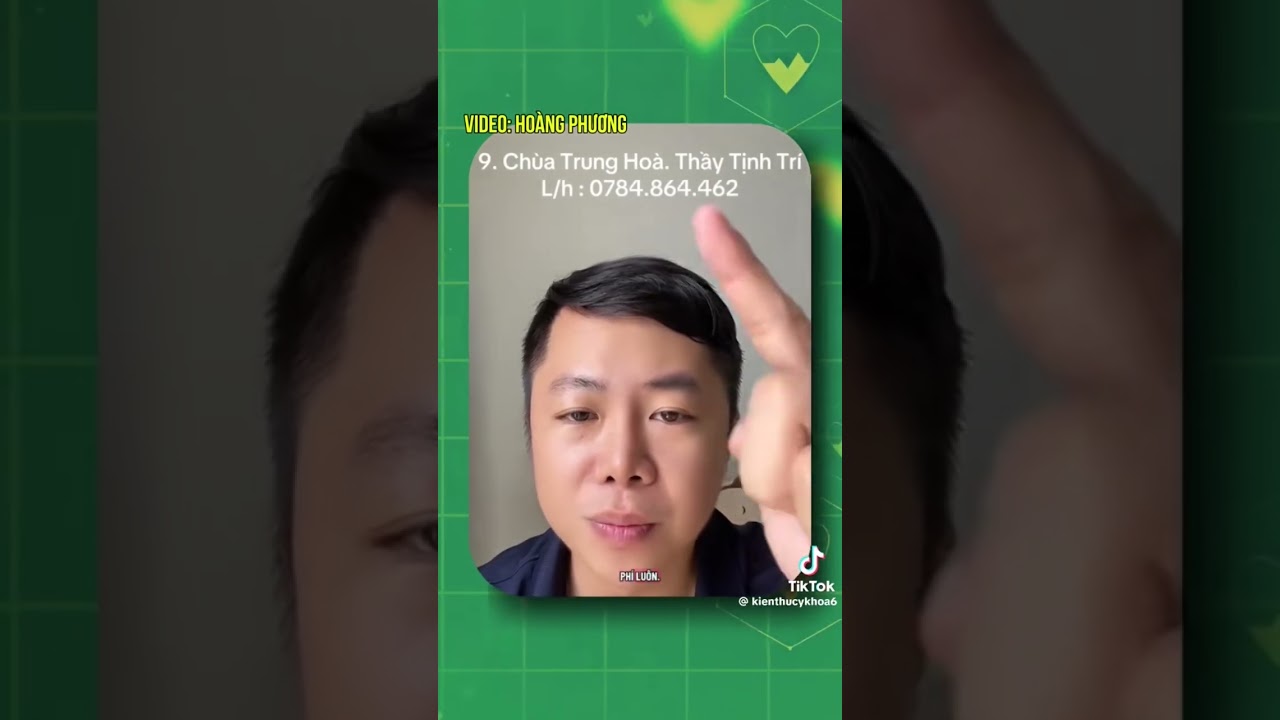 VIDEO: HOÀNG PHƯƠNG
9. Chùa Trung Hoà. Thầy Tịnh Trí
L/h : 0784.864.462
PHÍ LUÔN.
TikTok
@ kienthucykhoa6